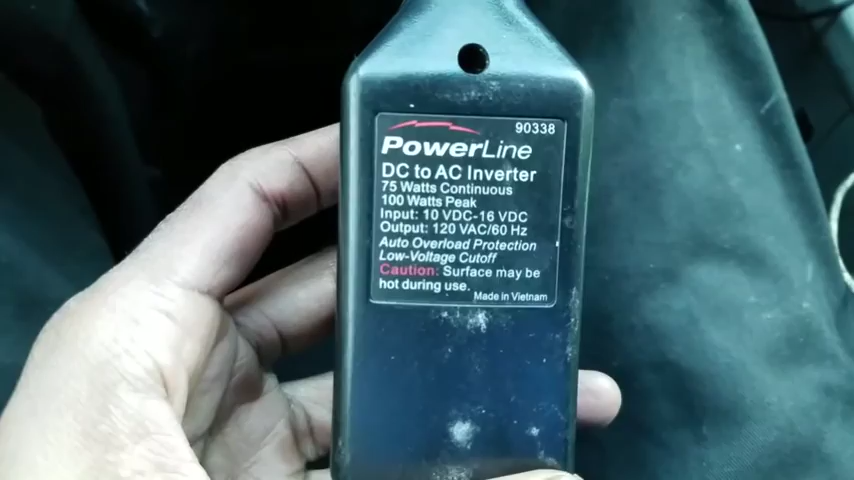 90338
PowerLine
DC to AC Inverter
75 Watts Continuous
100 Watts Peak
Input: 10 VDC-16 VDC
Output: 120 VAC/60 Hz
Auto Overload Protection
Low-Voltage Cutoff
Caution: Surface may be
hot during use.
Made in Vietnam